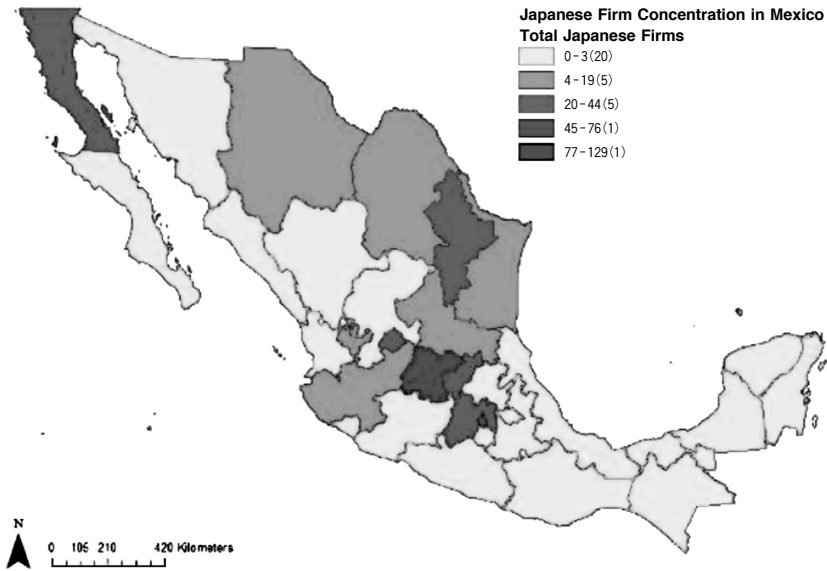 Japanese Firm Concentration in Mexico
Total Japanese Firms
0-3(20)
4-19(5)
20-44(5)
45-76(1)
77-129(1)
N
0 105 210 420 Kilometers